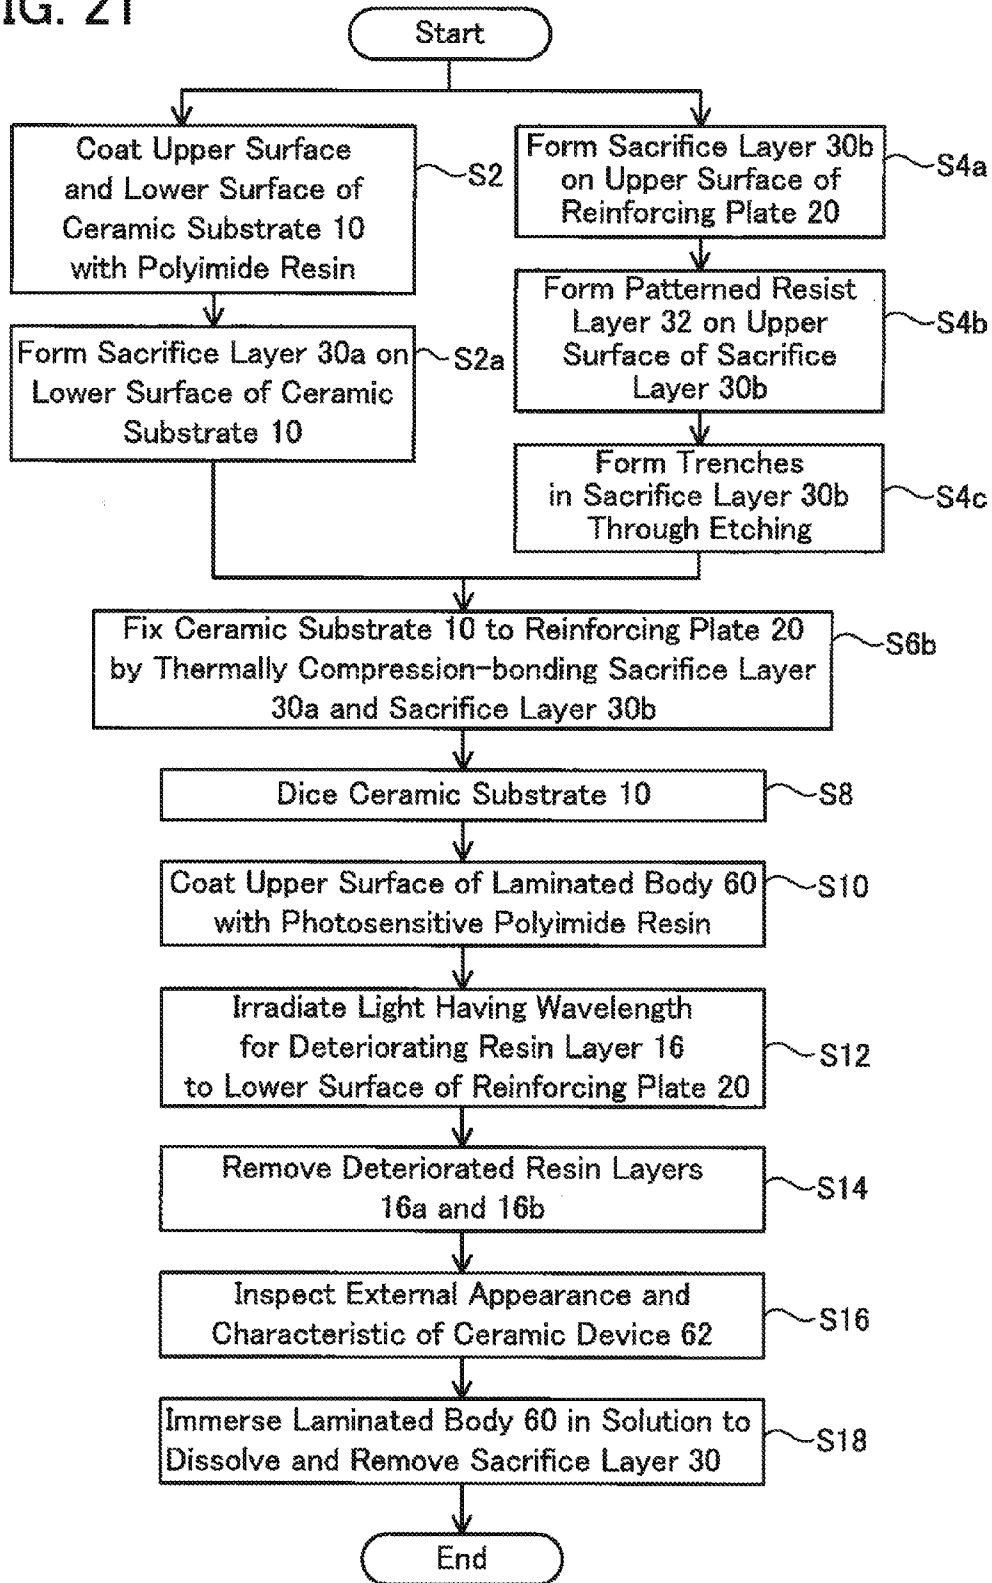 IG. 21
Start
Coat Upper Surface
and Lower Surface of
Ceramic Substrate 10
with Polyimide Resin
S2
Form Sacrifice Layer 30a on
Lower Surface of Ceramic
Substrate 10
S2a
Form Sacrifice Layer 30b
on Upper Surface of
Reinforcing Plate 20
S4a
Form Patterned Resist
Layer 32 on Upper
Surface of Sacrifice
Layer 30b
S4b
Form Trenches
in Sacrifice Layer 30b
Through Etching
S4c
Fix Ceramic Substrate 10 to Reinforcing Plate 20
by Thermally Compression-bonding Sacrifice Layer
30a and Sacrifice Layer 30b
S6b
Dice Ceramic Substrate 10
S8
Coat Upper Surface of Laminated Body 60
with Photosensitive Polyimide Resin
S10
Irradiate Light Having Wavelength
for Deteriorating Resin Layer 16
to Lower Surface of Reinforcing Plate 20
S12
Remove Deteriorated Resin Layers
16a and 16b
S14
Inspect External Appearance and
Characteristic of Ceramic Device 62
S16
Immerse Laminated Body 60 in Solution to
Dissolve and Remove Sacrifice Layer 30
S18
End